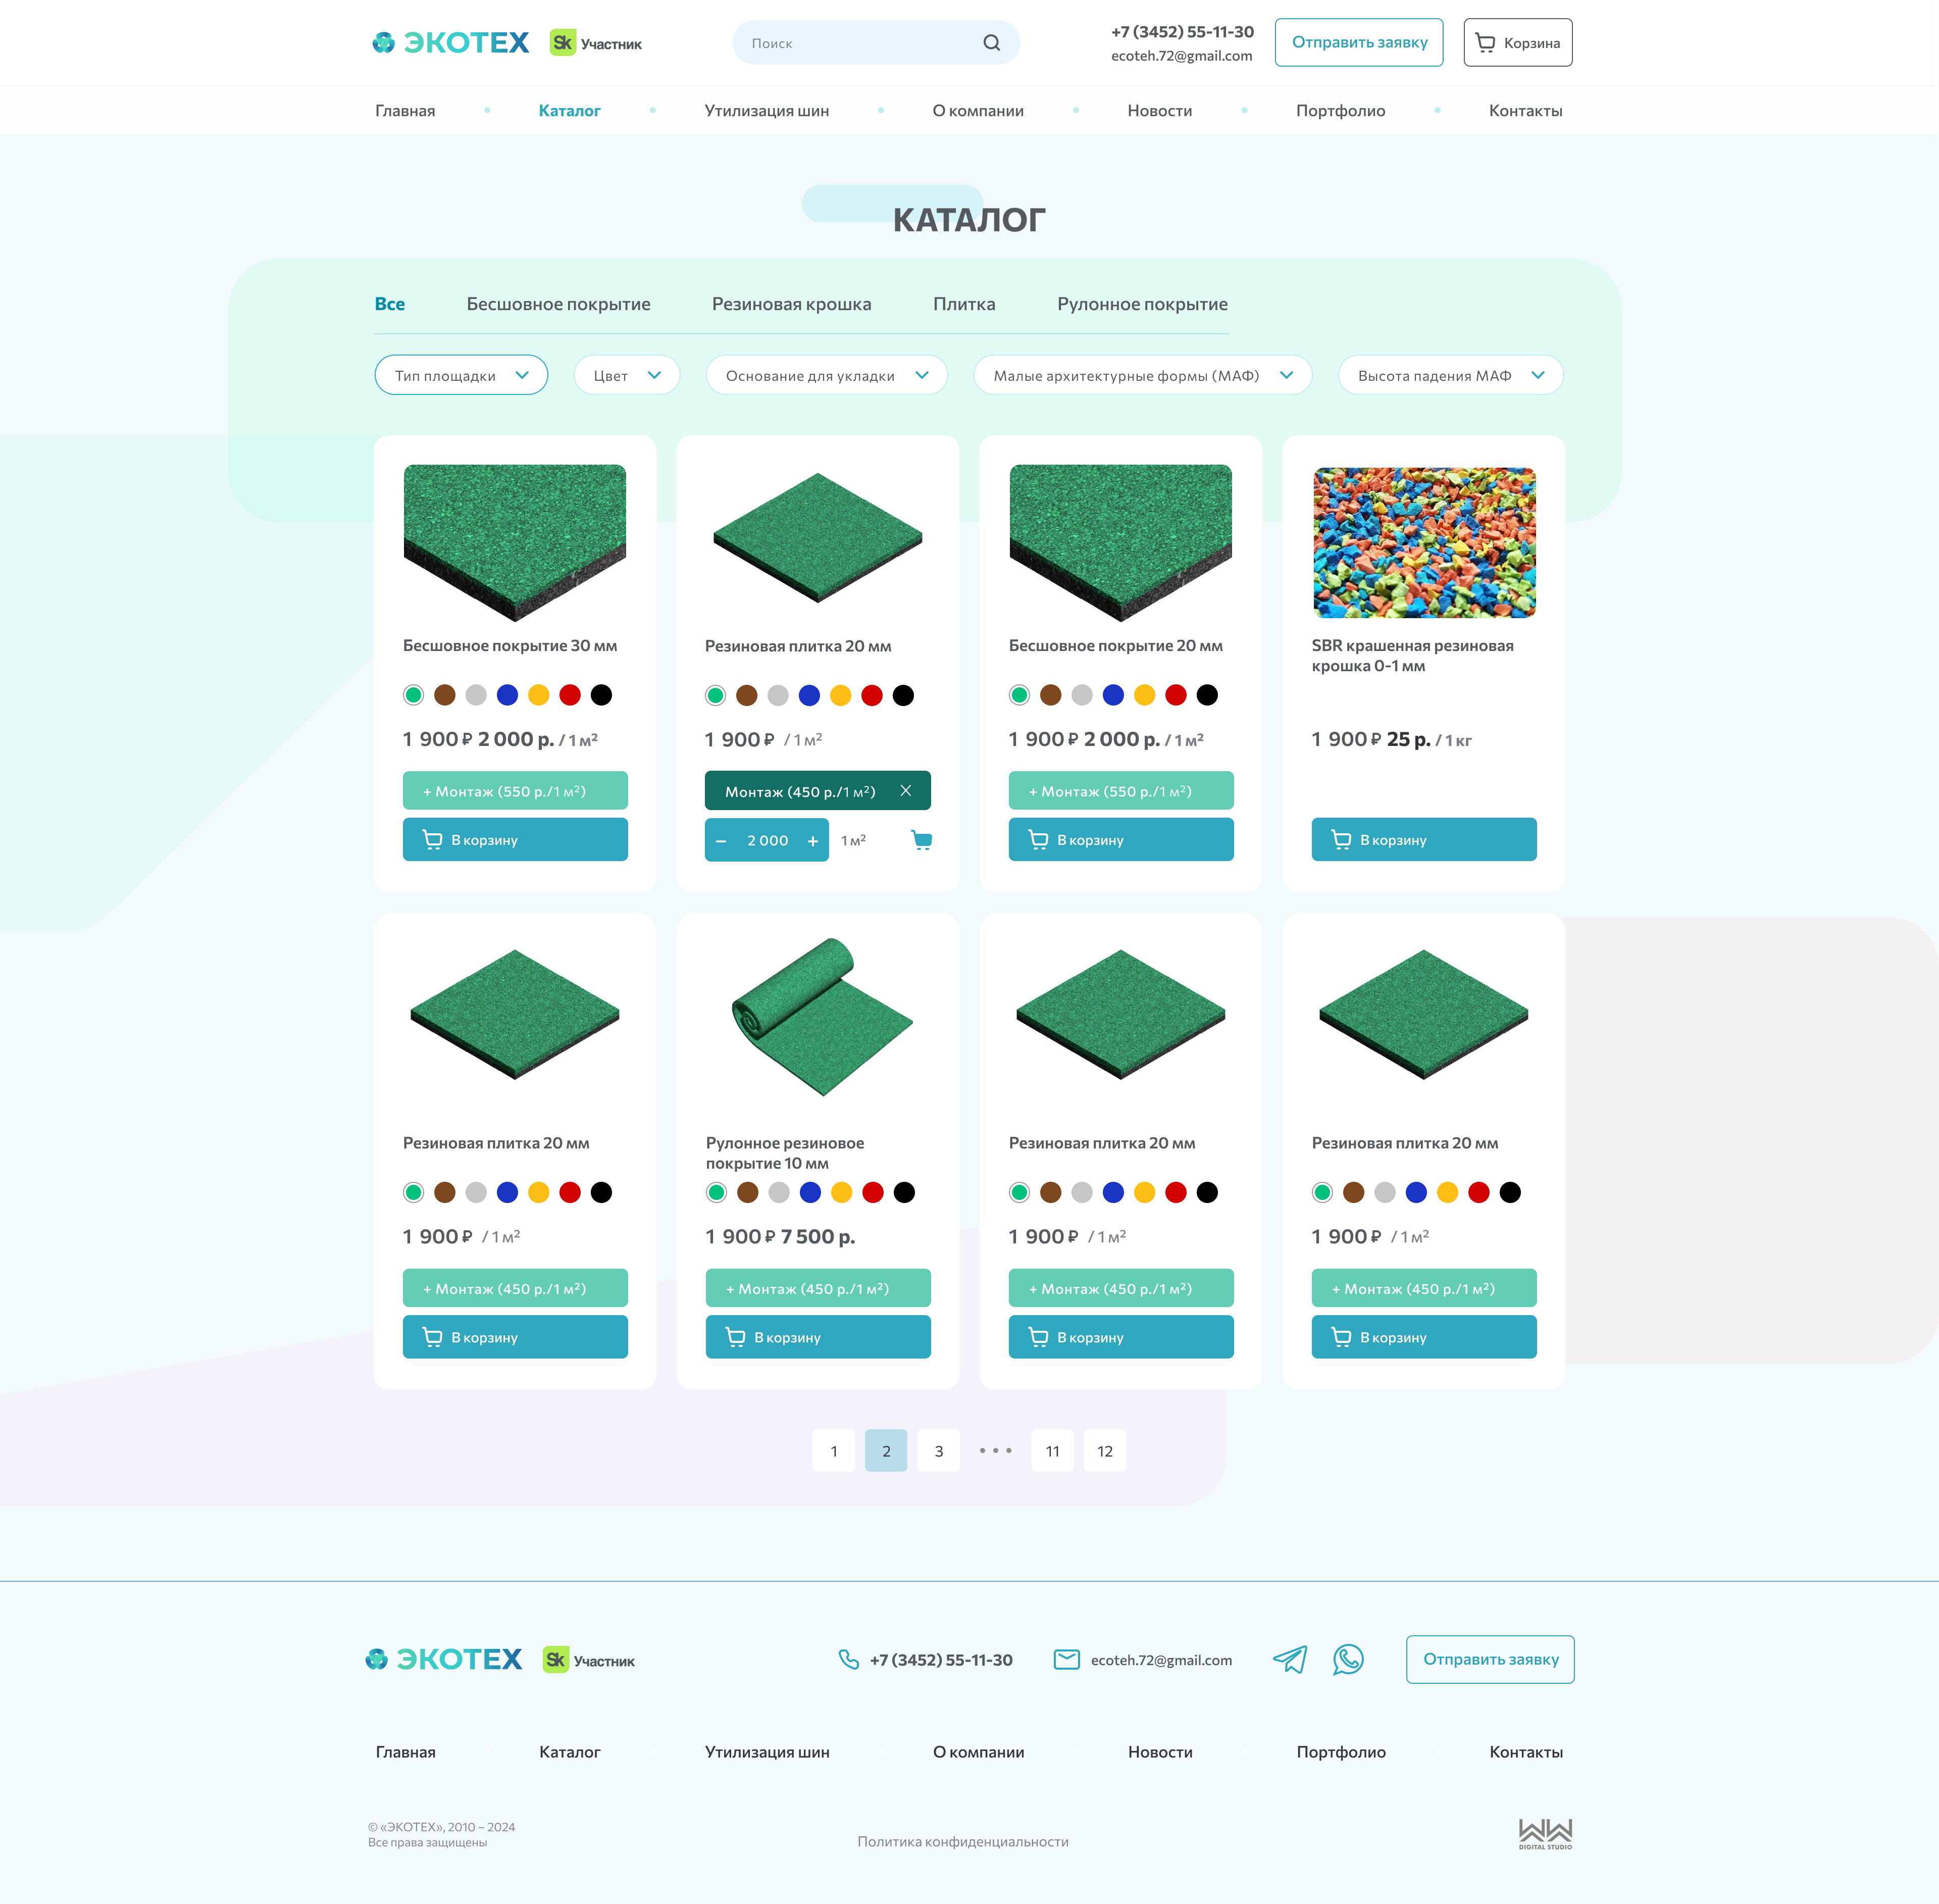 ЭКОТЕХ
Sk Участник
Поиск
+7 (3452) 55-11-30
ecoteh.72@gmail.com
Отправить заявку
Корзина
Главная
Каталог
Утилизация шин
О компании
Новости
Портфолио
Контакты
КАТАЛОГ
Все
Бесшовное покрытие
Резиновая крошка
Плитка
Рулонное покрытие
Тип площадки
Цвет
Основание для укладки
Малые архитектурные формы (МАФ)
Высота падения МАФ
Бесшовное покрытие 30 мм
1 900 ₽ 2 000 р. / 1 м²
+ Монтаж (550 р./1 м²)
В корзину
Резиновая плитка 20 мм
1 900 ₽ / 1 м²
Монтаж (450 р./1 м²)
− 2 000 + 1 м²
Бесшовное покрытие 20 мм
1 900 ₽ 2 000 р. / 1 м²
+ Монтаж (550 р./1 м²)
В корзину
SBR крашенная резиновая
крошка 0-1 мм
1 900 ₽ 25 р. / 1 кг
В корзину
Резиновая плитка 20 мм
1 900 ₽ / 1 м²
+ Монтаж (450 р./1 м²)
В корзину
Рулонное резиновое
покрытие 10 мм
1 900 ₽ 7 500 р.
+ Монтаж (450 р./1 м²)
В корзину
Резиновая плитка 20 мм
1 900 ₽ / 1 м²
+ Монтаж (450 р./1 м²)
В корзину
Резиновая плитка 20 мм
1 900 ₽ / 1 м²
+ Монтаж (450 р./1 м²)
В корзину
1 2 3 ••• 11 12
ЭКОТЕХ
Sk Участник
+7 (3452) 55-11-30
ecoteh.72@gmail.com
Отправить заявку
Главная
Каталог
Утилизация шин
О компании
Новости
Портфолио
Контакты
© «ЭКОТЕХ», 2010 – 2024
Все права защищены
Политика конфиденциальности
WW
DIGITAL STUDIO